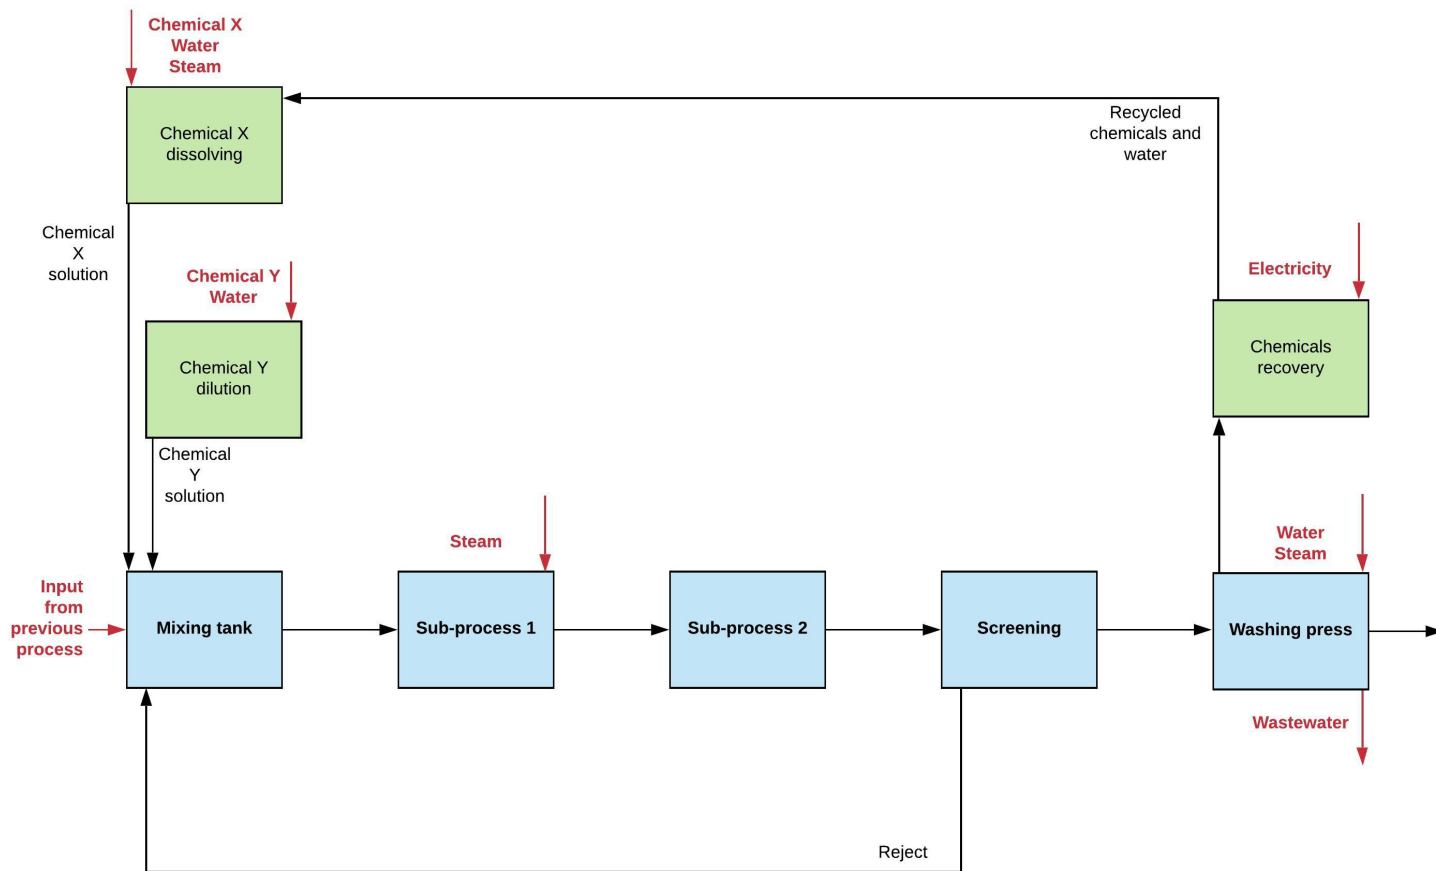 Chemical X
Water
Steam
Chemical X
dissolving
Recycled
chemicals and
water
Chemical
X
solution
Chemical Y
Water
Electricity
Chemical Y
dilution
Chemicals
recovery
Chemical
Y
solution
Steam
Water
Steam
Input
from
previous
process
Mixing tank
Sub-process 1
Sub-process 2
Screening
Washing press
Wastewater
Reject